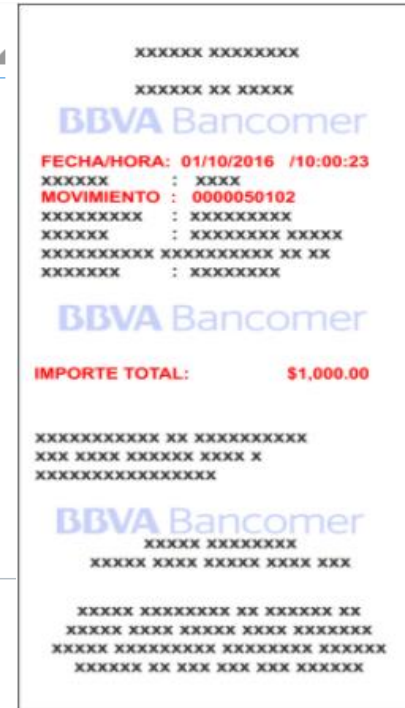 xxxxxx xxxxxxxx
xxxxxx xx xxxxx
BBVA Bancomer
FECHA/HORA: 01/10/2016 /10:00:23
xxxxxx : xxxx
MOVIMIENTO : 0000050102
xxxxxxxxx : xxxxxxxxx
xxxxxx : xxxxxxxx xxxxx
xxxxxxxxxx xxxxxxxxxx xx xx
xxxxxxx : xxxxxxxx
BBVA Bancomer
IMPORTE TOTAL: $1,000.00
xxxxxxxxxxx xx xxxxxxxxxx
xxx xxxx xxxxxx xxxx x
xxxxxxxxxxxxxxxx
BBVA Bancomer
xxxxx xxxxxxxx
xxxxx xxxx xxxxx xxxx xxx
xxxxx xxxxxxxx xx xxxxxx xx
xxxxx xxxx xxxxx xxxx xxxxxxx
xxxxx xxxxxxxxx xxxxxxxx xxxxxx
xxxxxx xx xxx xxx xxx xxxxxx